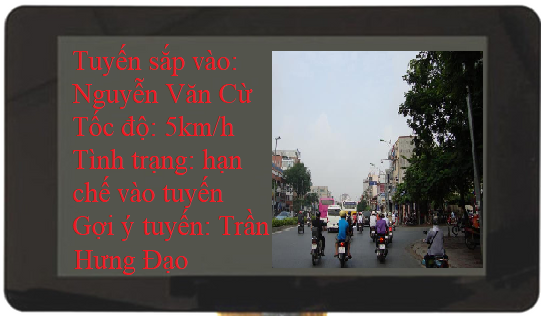 Tuyến sắp vào:
Nguyễn Văn Cừ
Tốc độ: 5km/h
Tình trạng: hạn
chế vào tuyến
Gợi ý tuyến: Trần
Hưng Đạo